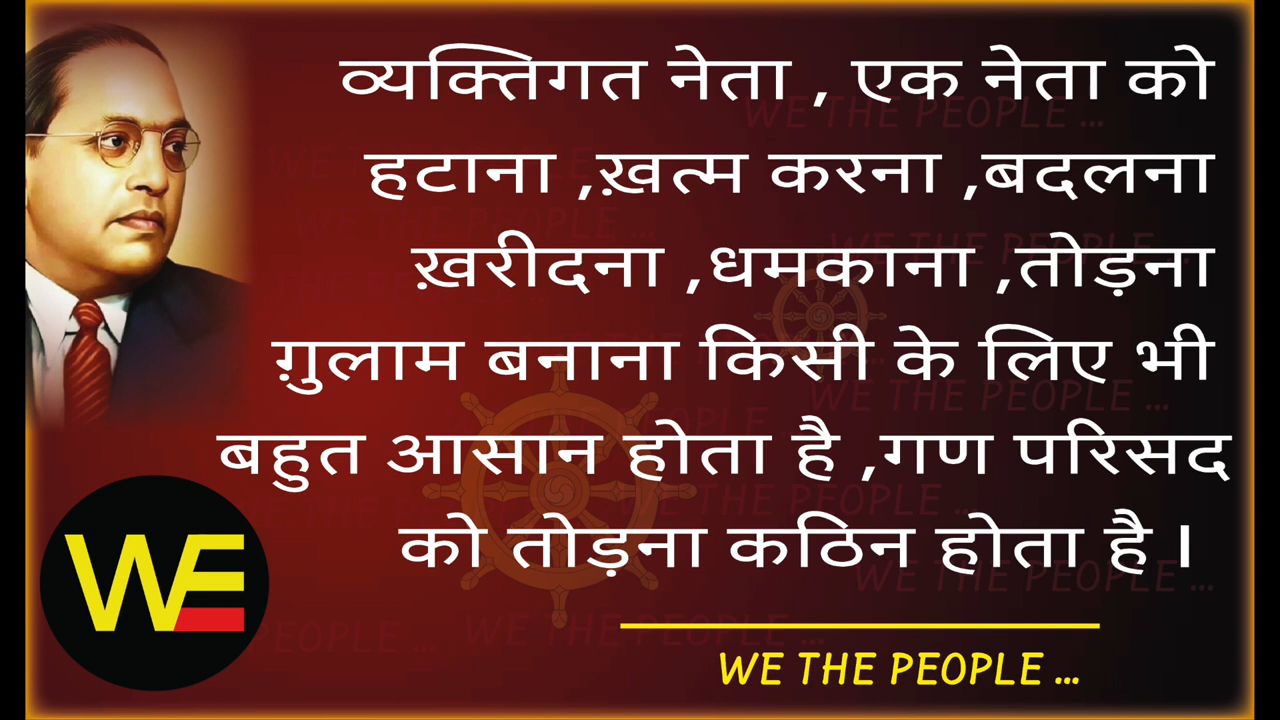 व्यक्तिगत नेता , एक नेता को
हटाना ,ख़त्म करना ,बदलना
ख़रीदना ,धमकाना ,तोड़ना
ग़ुलाम बनाना किसी के लिए भी
बहुत आसान होता है ,गण परिसद
को तोड़ना कठिन होता है ।
WE
WE THE PEOPLE ...